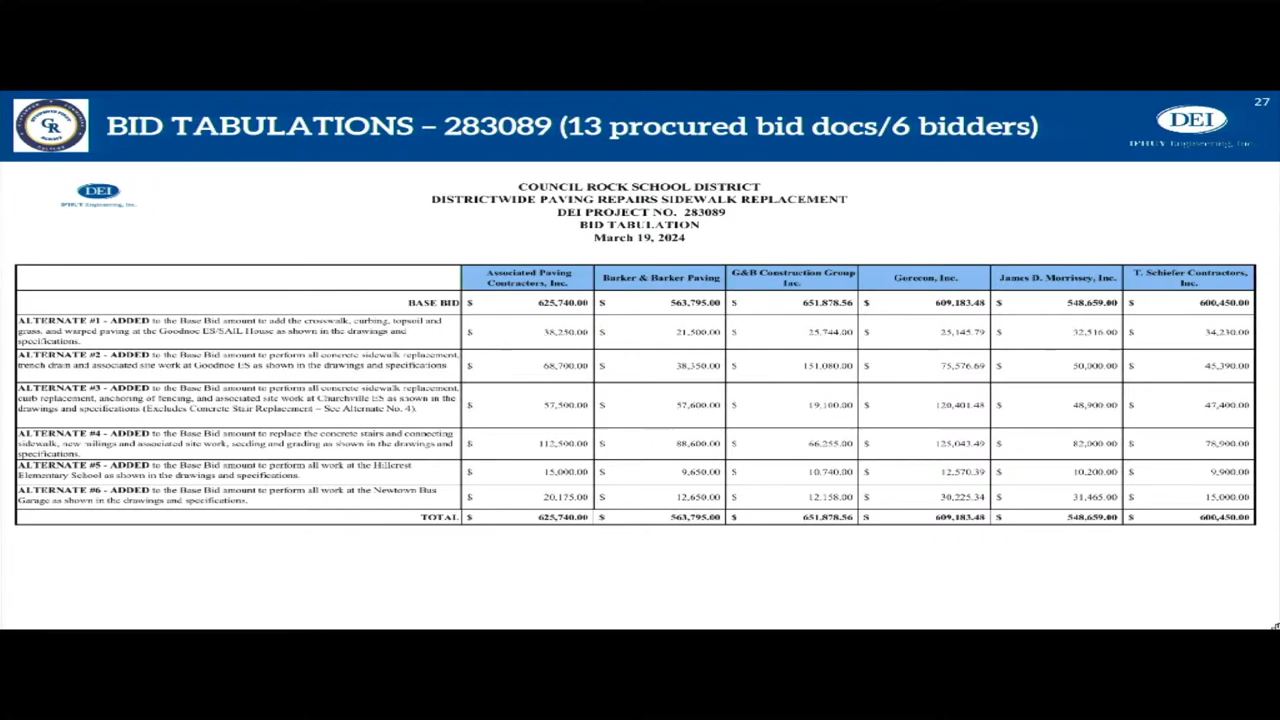 27
BID TABULATIONS – 283089 (13 procured bid docs/6 bidders)
DEI
D'HUY Engineering, Inc.
GR
DEI
D'HUY Engineering, Inc.
COUNCIL ROCK SCHOOL DISTRICT
DISTRICTWIDE PAVING REPAIRS SIDEWALK REPLACEMENT
DEI PROJECT NO. 283089
BID TABULATION
March 19, 2024
Associated Paving Contractors, Inc. Barker & Barker Paving G&B Construction Group Inc. Gorecon, Inc. James D. Morrissey, Inc. T. Schiefer Contractors, Inc.
BASE BID $ 625,740.00 $ 563,795.00 $ 651,878.56 $ 609,183.48 $ 548,659.00 $ 600,450.00
ALTERNATE #1 - ADDED to the Base Bid amount to add the crosswalk, curbing, topsoil and
grass, and warped paving at the Goodnoe ES/SAIL House as shown in the drawings and
specifications.
$ 38,250.00 $ 21,500.00 $ 25,744.00 $ 25,145.79 $ 32,516.00 $ 34,230.00
ALTERNATE #2 - ADDED to the Base Bid amount to perform all concrete sidewalk replacement,
trench drain and associated site work at Goodnoe ES as shown in the drawings and specifications
$ 68,700.00 $ 38,350.00 $ 151,080.00 $ 75,576.69 $ 50,000.00 $ 45,390.00
ALTERNATE #3 - ADDED to the Base Bid amount to perform all concrete sidewalk replacement,
curb replacement, anchoring of fencing, and associated site work at Churchville ES as shown in the
drawings and specifications (Excludes Concrete Stair Replacement – See Alternate No. 4).
$ 57,500.00 $ 57,600.00 $ 19,100.00 $ 120,401.48 $ 48,900.00 $ 47,400.00
ALTERNATE #4 - ADDED to the Base Bid amount to replace the concrete stairs and connecting
sidewalk, new railings and associated site work, seeding and grading as shown in the drawings and
specifications.
$ 112,500.00 $ 88,600.00 $ 66,255.00 $ 125,043.49 $ 82,000.00 $ 78,900.00
ALTERNATE #5 - ADDED to the Base Bid amount to perform all work at the Hillcrest
Elementary School as shown in the drawings and specifications.
$ 15,000.00 $ 9,650.00 $ 10,740.00 $ 12,570.39 $ 10,200.00 $ 9,900.00
ALTERNATE #6 - ADDED to the Base Bid amount to perform all work at the Newtown Bus
Garage as shown in the drawings and specifications.
$ 20,175.00 $ 12,650.00 $ 12,158.00 $ 30,225.34 $ 31,465.00 $ 15,000.00
TOTAL $ 625,740.00 $ 563,795.00 $ 651,878.56 $ 609,183.48 $ 548,659.00 $ 600,450.00